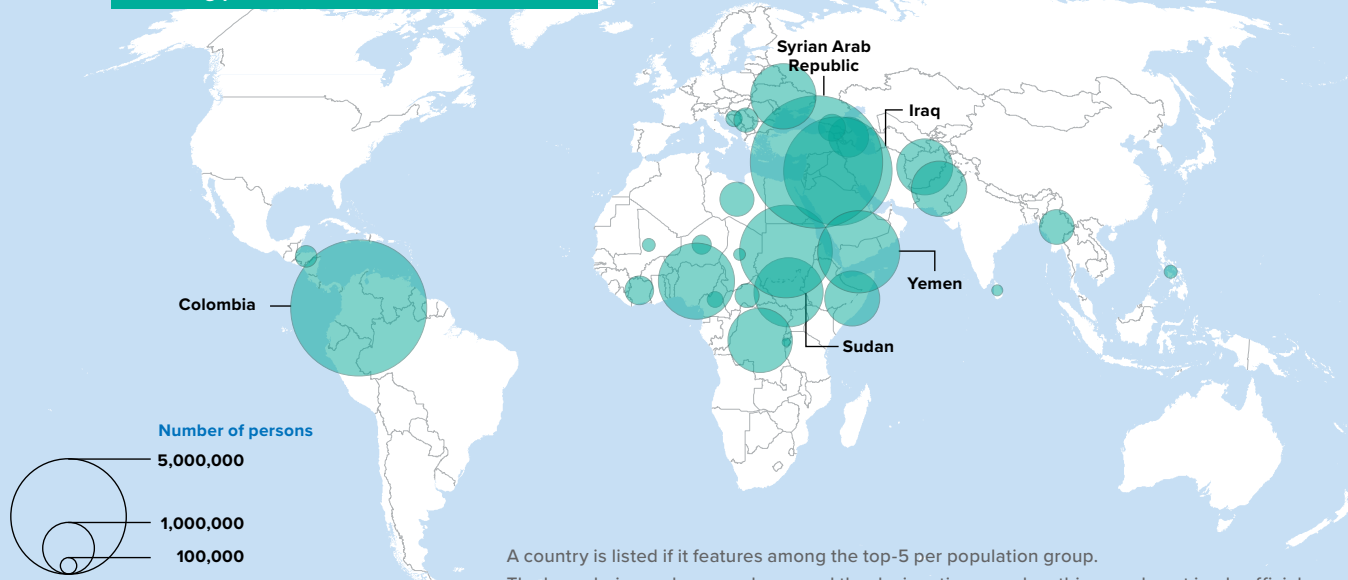 Syrian Arab
Republic
Iraq
Yemen
Colombia
Sudan
Number of persons
5,000,000
1,000,000
100,000
A country is listed if it features among the top-5 per population group.